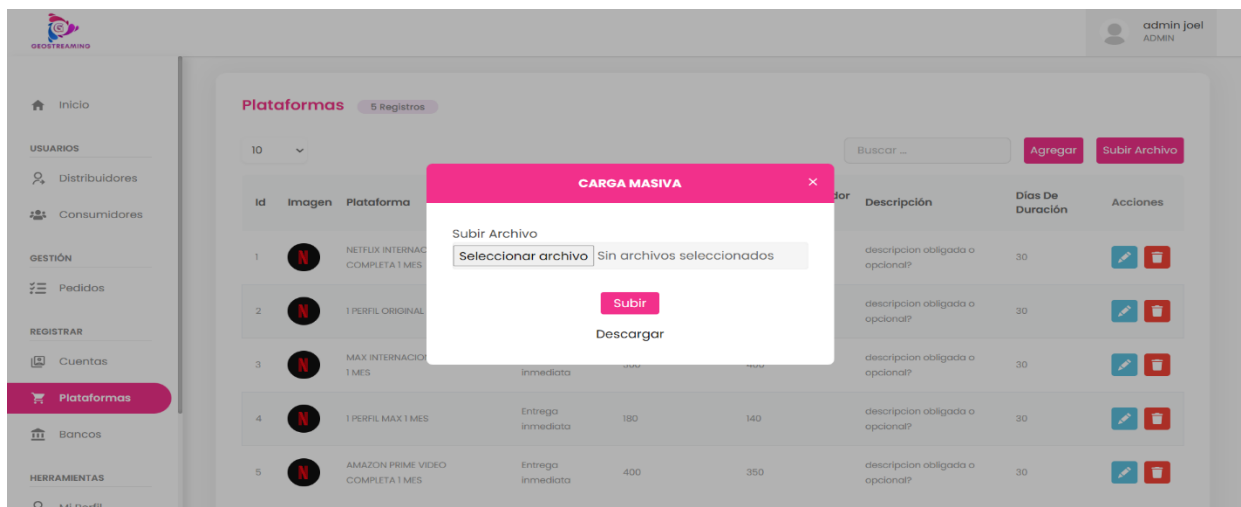 GEOSTREAMING
admin joel
ADMIN
Inicio
USUARIOS
Distribuidores
Consumidores
GESTIÓN
Pedidos
REGISTRAR
Cuentas
Plataformas
Bancos
HERRAMIENTAS
Mi Perfil
Plataformas 5 Registros
10 Buscar ... Agregar Subir Archivo
CARGA MASIVA ×
Subir Archivo
Seleccionar archivo Sin archivos seleccionados
Subir
Descargar
Id Imagen Plataforma Descripción Días De Acciones
Duración
1 NETFLIX descripcion obligada o 30
COMPLETA 1 MES opcional?
2 1 PERFIL ORIGINAL descripcion obligada o 30
opcional?
3 MAX descripcion obligada o 30
1 MES inmediata opcional?
4 1 PERFIL MAX 1 MES Entrega 180 140 descripcion obligada o 30
inmediata opcional?
5 AMAZON PRIME VIDEO Entrega 400 350 descripcion obligada o 30
COMPLETA 1 MES inmediata opcional?